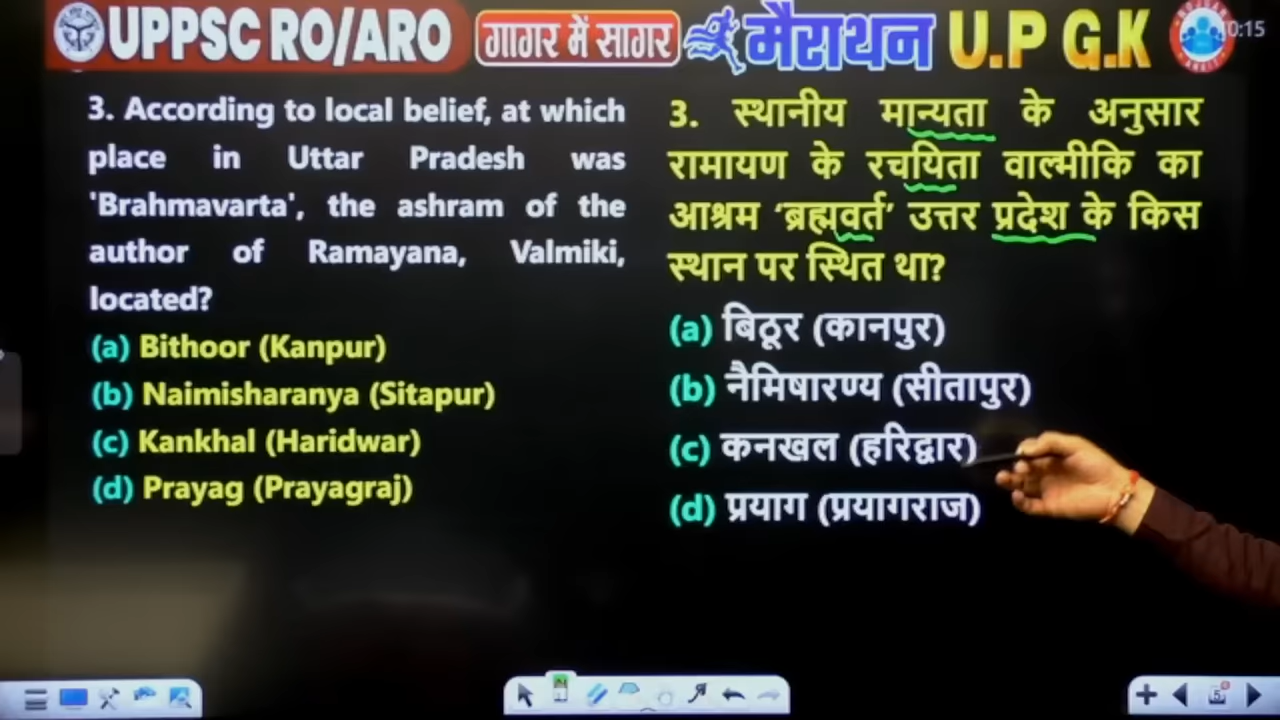 UPPSC RO/ARO
गागर में सागर
मैराथन
U.P G.K
0:15
3. According to local belief, at which
place in Uttar Pradesh was
'Brahmavarta', the ashram of the
author of Ramayana, Valmiki,
located?
(a) Bithoor (Kanpur)
(b) Naimisharanya (Sitapur)
(c) Kankhal (Haridwar)
(d) Prayag (Prayagraj)
3. स्थानीय मान्यता के अनुसार
रामायण के रचयिता वाल्मीकि का
आश्रम ‘ब्रह्मवर्त’ उत्तर प्रदेश के किस
स्थान पर स्थित था?
(a) बिठूर (कानपुर)
(b) नैमिषारण्य (सीतापुर)
(c) कनखल (हरिद्वार)
(d) प्रयाग (प्रयागराज)